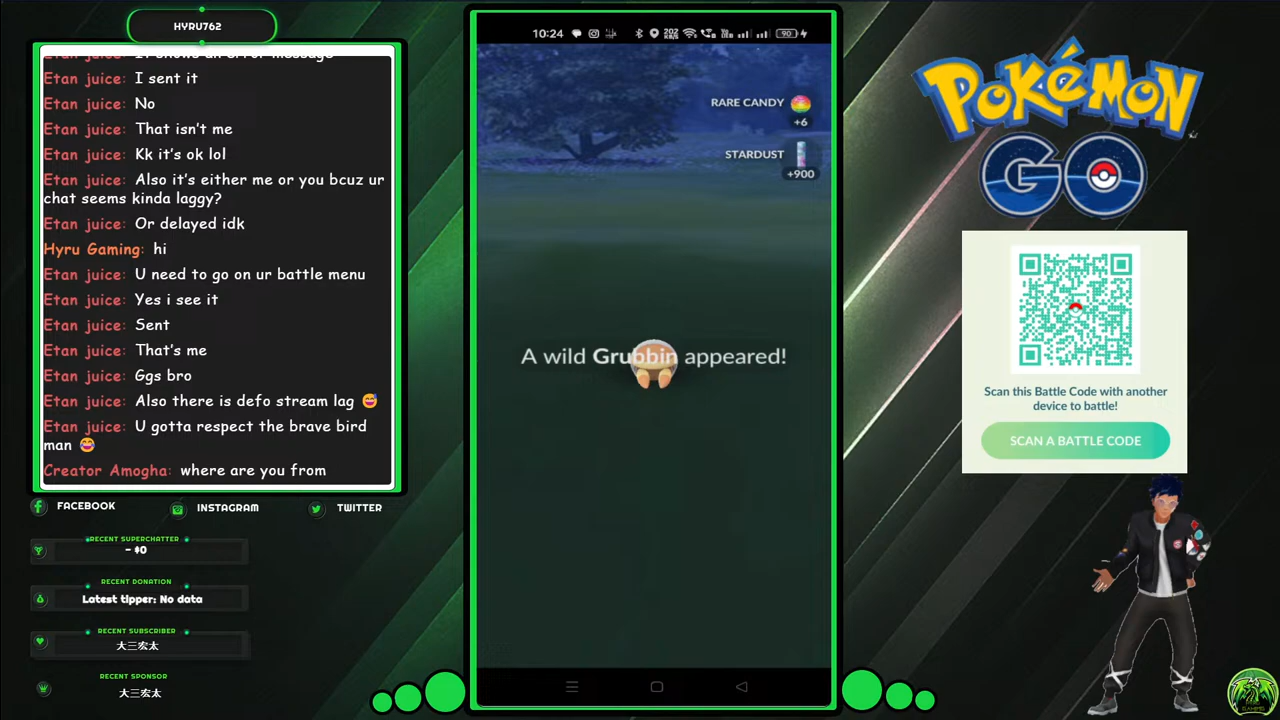 HYRU762
Etan juice: I sent it
Etan juice: No
Etan juice: That isn't me
Etan juice: Kk it's ok lol
Etan juice: Also it's either me or you bcuz ur
chat seems kinda laggy?
Etan juice: Or delayed idk
Hyru Gaming: hi
Etan juice: U need to go on ur battle menu
Etan juice: Yes i see it
Etan juice: Sent
Etan juice: That's me
Etan juice: Ggs bro
Etan juice: Also there is defo stream lag 😅
Etan juice: U gotta respect the brave bird
man 😂
Creator Amogha: where are you from
FACEBOOK
INSTAGRAM
TWITTER
RECENT SUPERCHATTER
- $0
RECENT DONATION
Latest tipper: No data
RECENT SUBSCRIBER
大三宏太
RECENT SPONSOR
大三宏太
10:24
202
KB/S
90
RARE CANDY
+6
STARDUST
+900
A wild Grubbin appeared!
POKéMON
GO
Scan this Battle Code with another
device to battle!
SCAN A BATTLE CODE